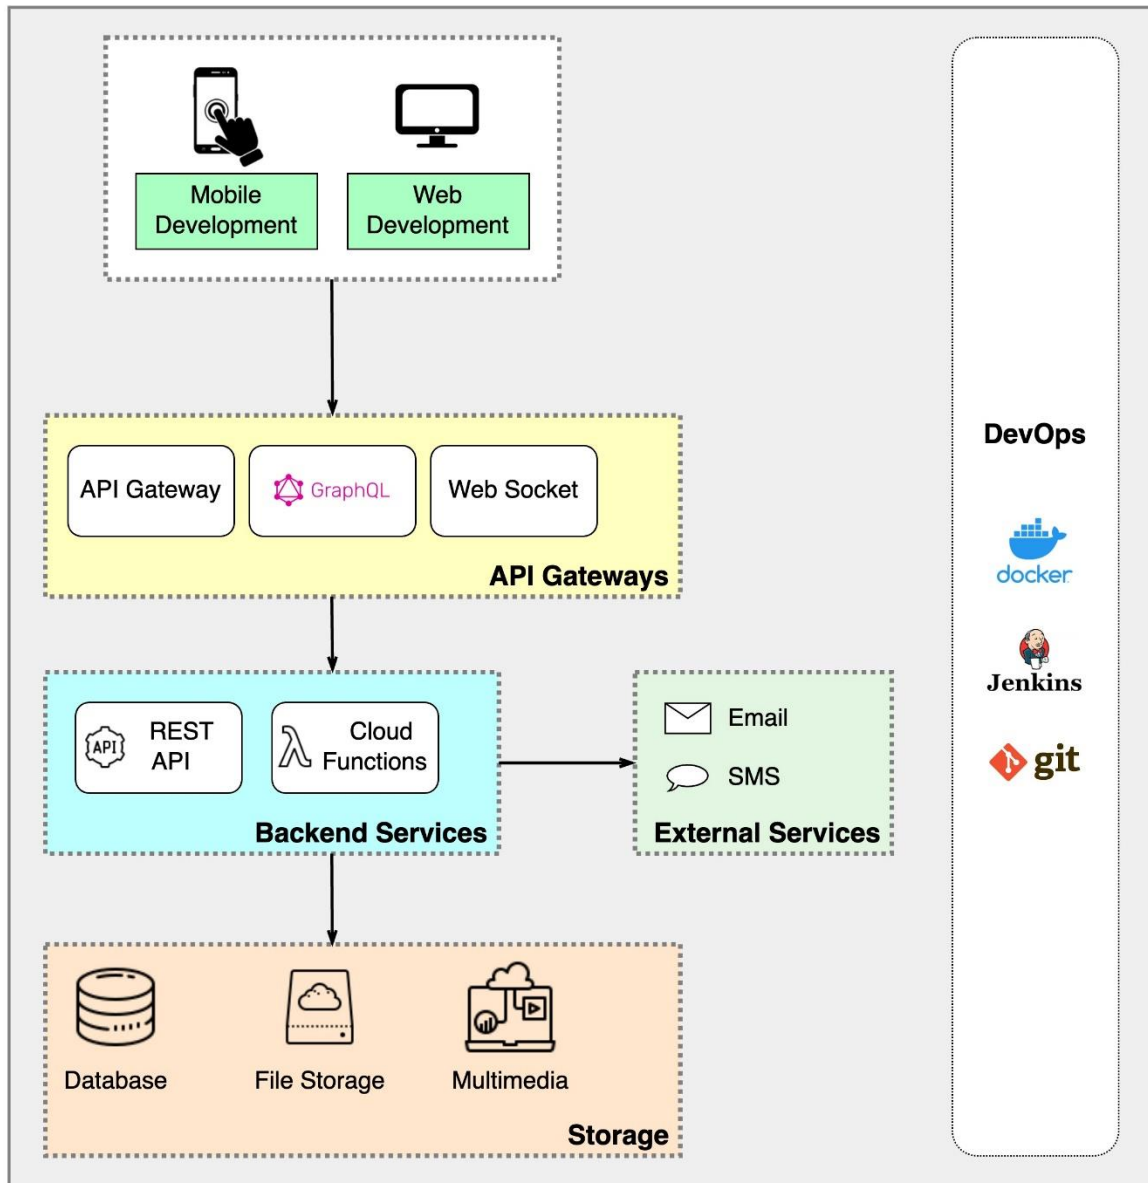 Mobile
Development
Web
Development
API Gateway
GraphQL
Web Socket
API Gateways
API
REST
API
Cloud
Functions
Backend Services
Email
SMS
External Services
Database
File Storage
Multimedia
Storage
DevOps
docker
Jenkins
git